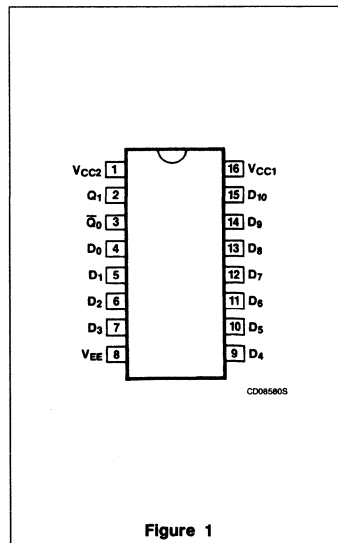 VCC2 1 16 VCC1
Q1 2 15 D10
Q̅0 3 14 D9
D0 4 13 D8
D1 5 12 D7
D2 6 11 D6
D3 7 10 D5
VEE 8 9 D4
CD08580S
Figure 1